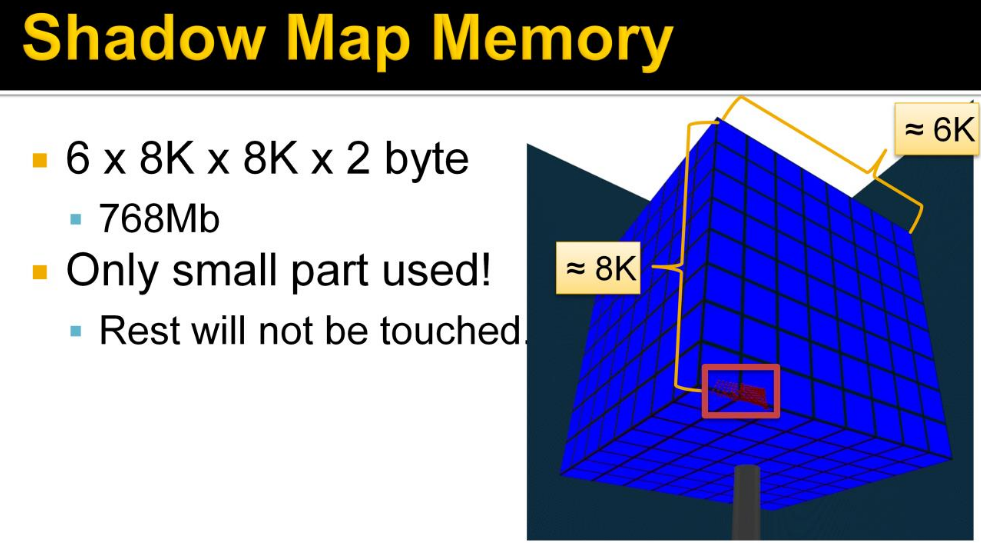 Shadow Map Memory
6 x 8K x 8K x 2 byte
768Mb
Only small part used!
Rest will not be touched.
≈ 6K
≈ 8K